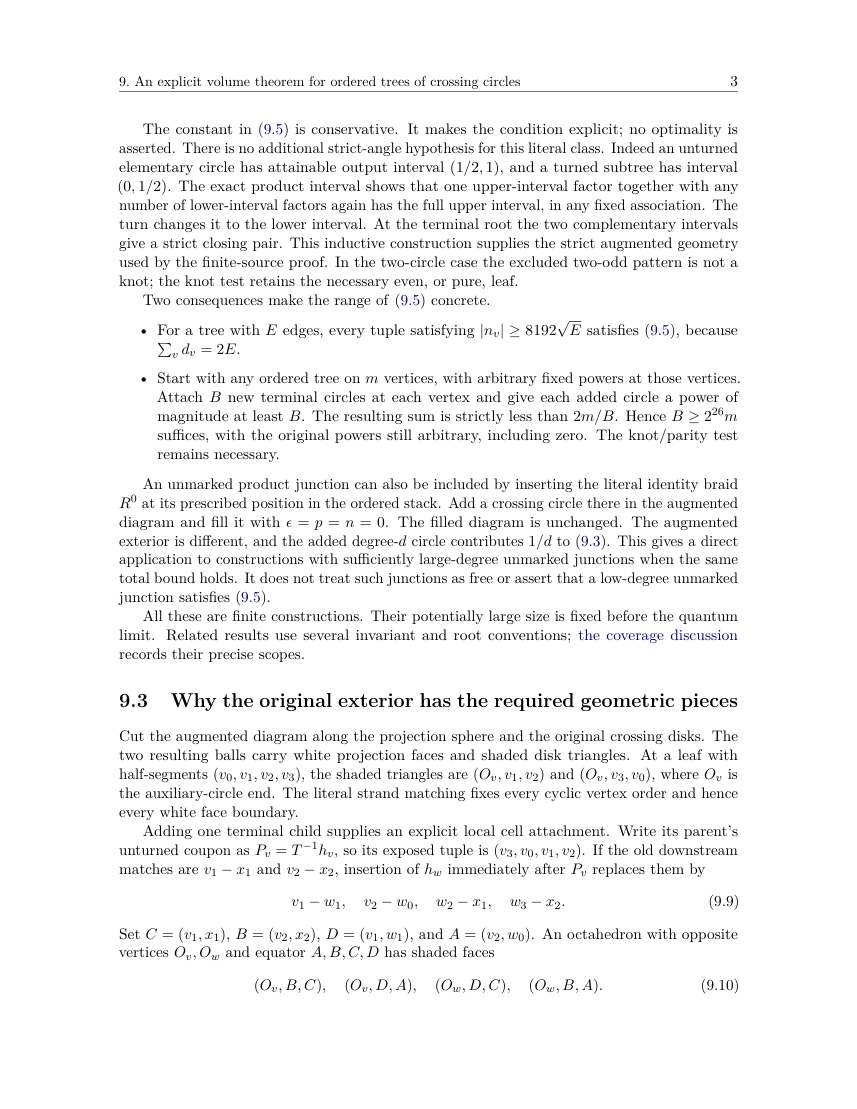 9. An explicit volume theorem for ordered trees of crossing circles 3
The constant in (9.5) is conservative. It makes the condition explicit; no optimality is
asserted. There is no additional strict-angle hypothesis for this literal class. Indeed an unturned
elementary circle has attainable output interval (1/2, 1), and a turned subtree has interval
(0, 1/2). The exact product interval shows that one upper-interval factor together with any
number of lower-interval factors again has the full upper interval, in any fixed association. The
turn changes it to the lower interval. At the terminal root the two complementary intervals
give a strict closing pair. This inductive construction supplies the strict augmented geometry
used by the finite-source proof. In the two-circle case the excluded two-odd pattern is not a
knot; the knot test retains the necessary even, or pure, leaf.
Two consequences make the range of (9.5) concrete.
• For a tree with E edges, every tuple satisfying |n_v| ≥ 8192√E satisfies (9.5), because
∑_v d_v = 2E.
• Start with any ordered tree on m vertices, with arbitrary fixed powers at those vertices.
Attach B new terminal circles at each vertex and give each added circle a power of
magnitude at least B. The resulting sum is strictly less than 2m/B. Hence B ≥ 2^26 m
suffices, with the original powers still arbitrary, including zero. The knot/parity test
remains necessary.
An unmarked product junction can also be included by inserting the literal identity braid
R^0 at its prescribed position in the ordered stack. Add a crossing circle there in the augmented
diagram and fill it with ϵ = p = n = 0. The filled diagram is unchanged. The augmented
exterior is different, and the added degree-d circle contributes 1/d to (9.3). This gives a direct
application to constructions with sufficiently large-degree unmarked junctions when the same
total bound holds. It does not treat such junctions as free or assert that a low-degree unmarked
junction satisfies (9.5).
All these are finite constructions. Their potentially large size is fixed before the quantum
limit. Related results use several invariant and root conventions; the coverage discussion
records their precise scopes.
9.3 Why the original exterior has the required geometric pieces
Cut the augmented diagram along the projection sphere and the original crossing disks. The
two resulting balls carry white projection faces and shaded disk triangles. At a leaf with
half-segments (v_0, v_1, v_2, v_3), the shaded triangles are (O_v, v_1, v_2) and (O_v, v_3, v_0), where O_v is
the auxiliary-circle end. The literal strand matching fixes every cyclic vertex order and hence
every white face boundary.
Adding one terminal child supplies an explicit local cell attachment. Write its parent's
unturned coupon as P_v = T^{−1}h_v, so its exposed tuple is (v_3, v_0, v_1, v_2). If the old downstream
matches are v_1 − x_1 and v_2 − x_2, insertion of h_w immediately after P_v replaces them by
v_1 − w_1, v_2 − w_0, w_2 − x_1, w_3 − x_2. (9.9)
Set C = (v_1, x_1), B = (v_2, x_2), D = (v_1, w_1), and A = (v_2, w_0). An octahedron with opposite
vertices O_v, O_w and equator A, B, C, D has shaded faces
(O_v, B, C), (O_v, D, A), (O_w, D, C), (O_w, B, A). (9.10)